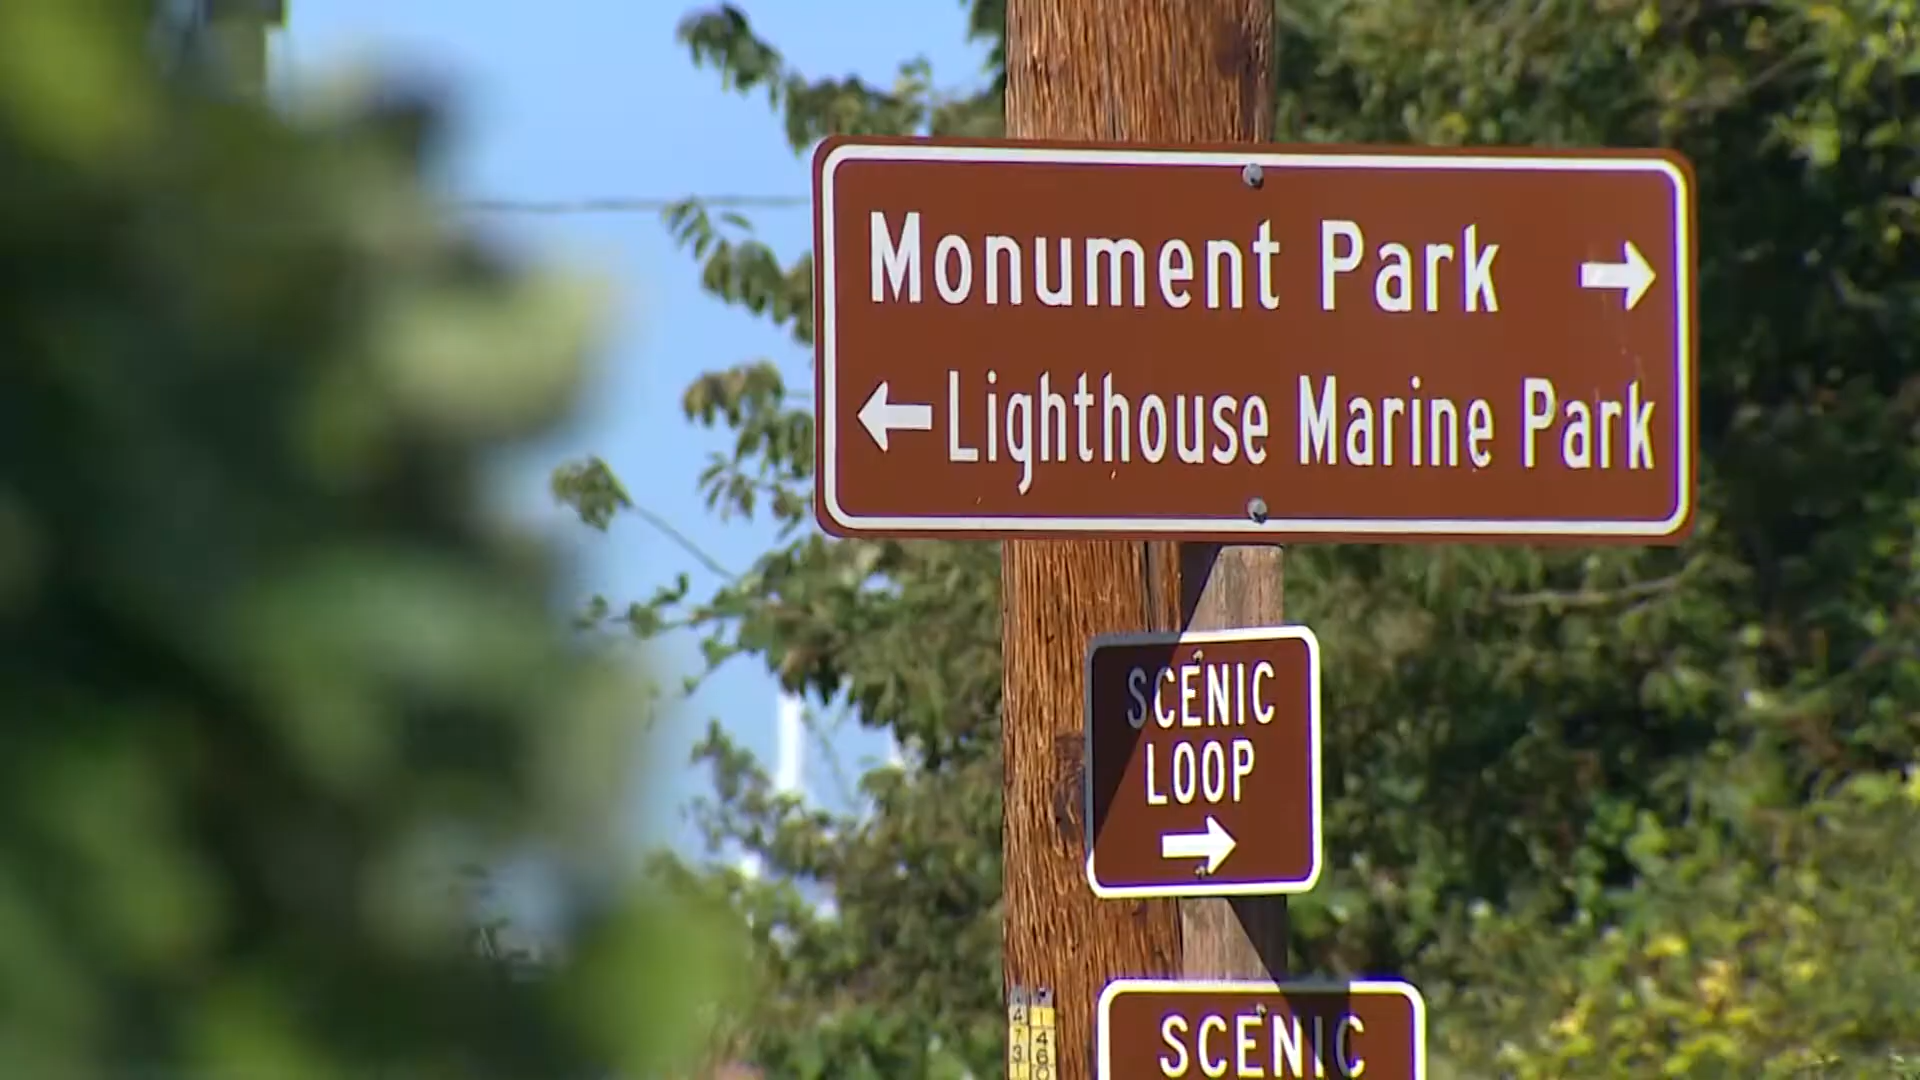 Monument Park →
← Lighthouse Marine Park
SCENIC
LOOP
→
SCENIC